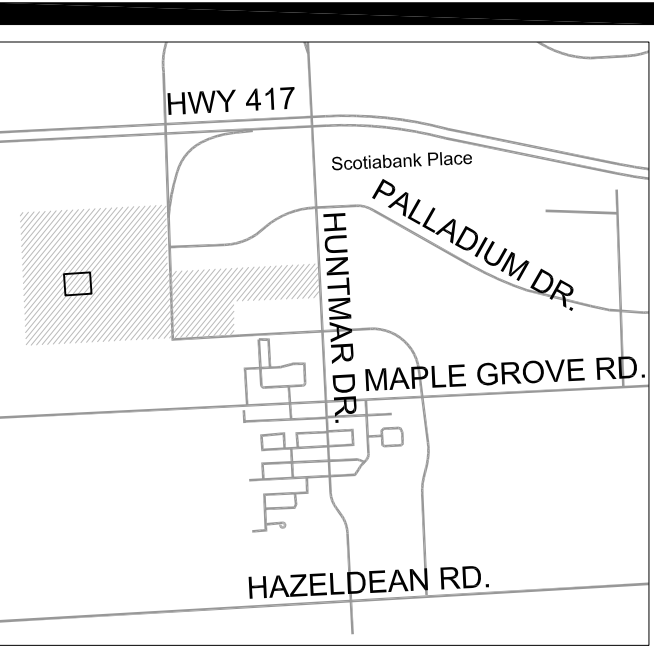 HWY 417
Scotiabank Place
PALLADIUM DR.
HUNTMAR DR.
MAPLE GROVE RD.
HAZELDEAN RD.